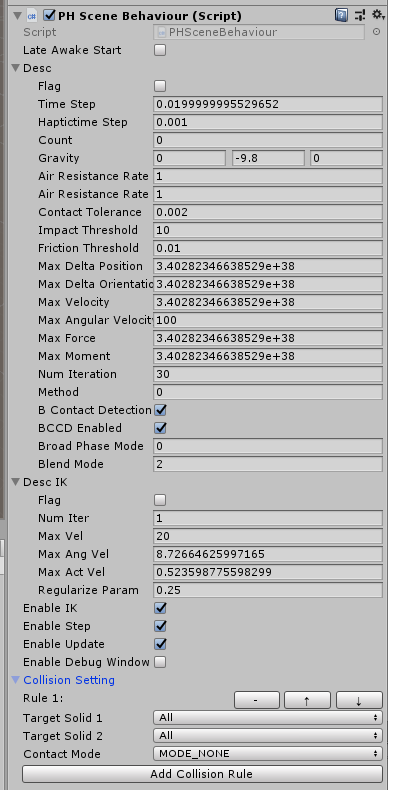 PH Scene Behaviour (Script)
Script PHSceneBehaviour
Late Awake Start
Desc
Flag
Time Step 0.0199999995529652
Haptictime Step 0.001
Count 0
Gravity 0 -9.8 0
Air Resistance Rate 1
Air Resistance Rate 1
Contact Tolerance 0.002
Impact Threshold 10
Friction Threshold 0.01
Max Delta Position 3.40282346638529e+38
Max Delta Orientatio 3.40282346638529e+38
Max Velocity 3.40282346638529e+38
Max Angular Velocity 100
Max Force 3.40282346638529e+38
Max Moment 3.40282346638529e+38
Num Iteration 30
Method 0
B Contact Detection
BCCD Enabled
Broad Phase Mode 0
Blend Mode 2
Desc IK
Flag
Num Iter 1
Max Vel 20
Max Ang Vel 8.72664625997165
Max Act Vel 0.523598775598299
Regularize Param 0.25
Enable IK
Enable Step
Enable Update
Enable Debug Window
Collision Setting
Rule 1: - ↑ ↓
Target Solid 1 All
Target Solid 2 All
Contact Mode MODE_NONE
Add Collision Rule